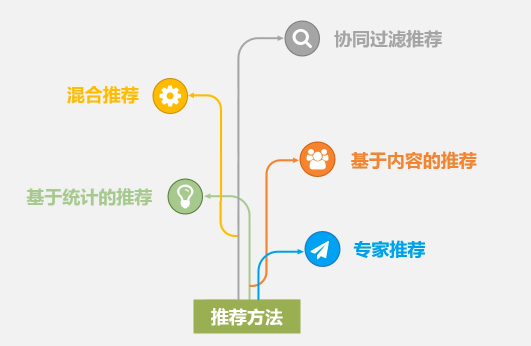 协同过滤推荐
混合推荐
基于内容的推荐
基于统计的推荐
专家推荐
推荐方法